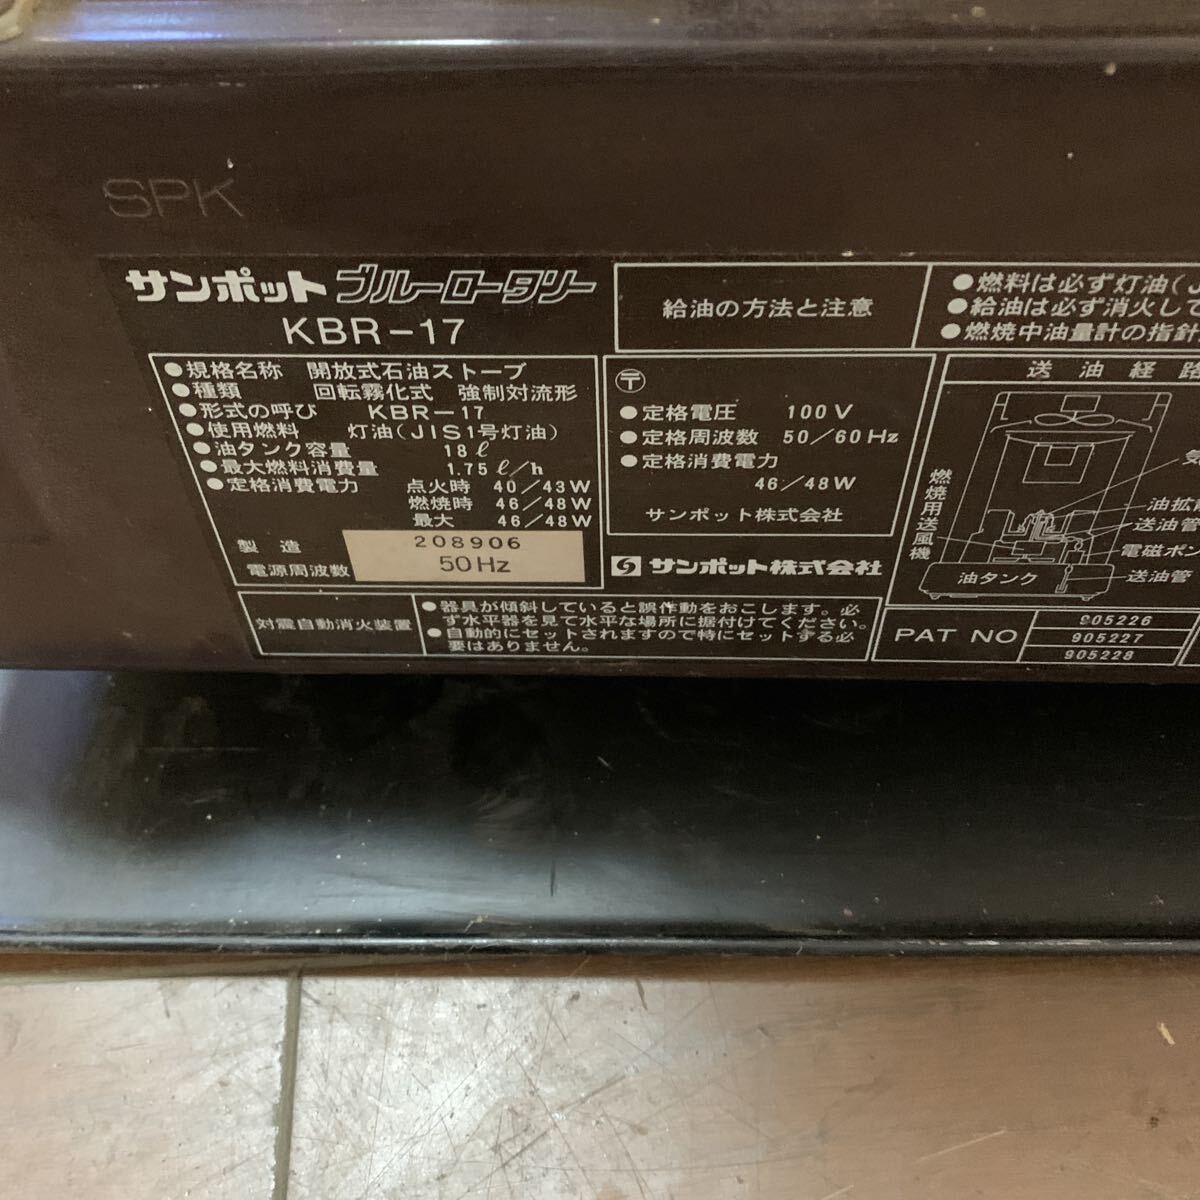 SPK
サンポット ブルーロータリー
KBR-17
●規格名称 開放式石油ストーブ
●種類 回転霧化式 強制対流形
●形式の呼び KBR-17
●使用燃料 灯油(JIS1号灯油)
●油タンク容量 18ℓ
●最大燃料消費量 1.75ℓ/h
●定格消費電力 点火時 40/43W
燃焼時 46/48W
最大 46/48W
製造 208906
電源周波数 50Hz
対震自動消火装置
●器具が傾斜していると誤作動をおこします。必
ず水平器を見て水平な場所に据付けてください。
●自動的にセットされますので特にセットする必
要はありません。
給油の方法と注意
●燃料は必ず灯油(J
●給油は必ず消火して
●燃焼中油量計の指針
〒
●定格電圧 100V
●定格周波数 50/60Hz
●定格消費電力
46/48W
サンポット株式会社
サンポット株式会社
送油経路
燃焼用送風機
気
油拡
送油管
電磁ポン
送油管
油タンク
PAT NO
905226
905227
905228